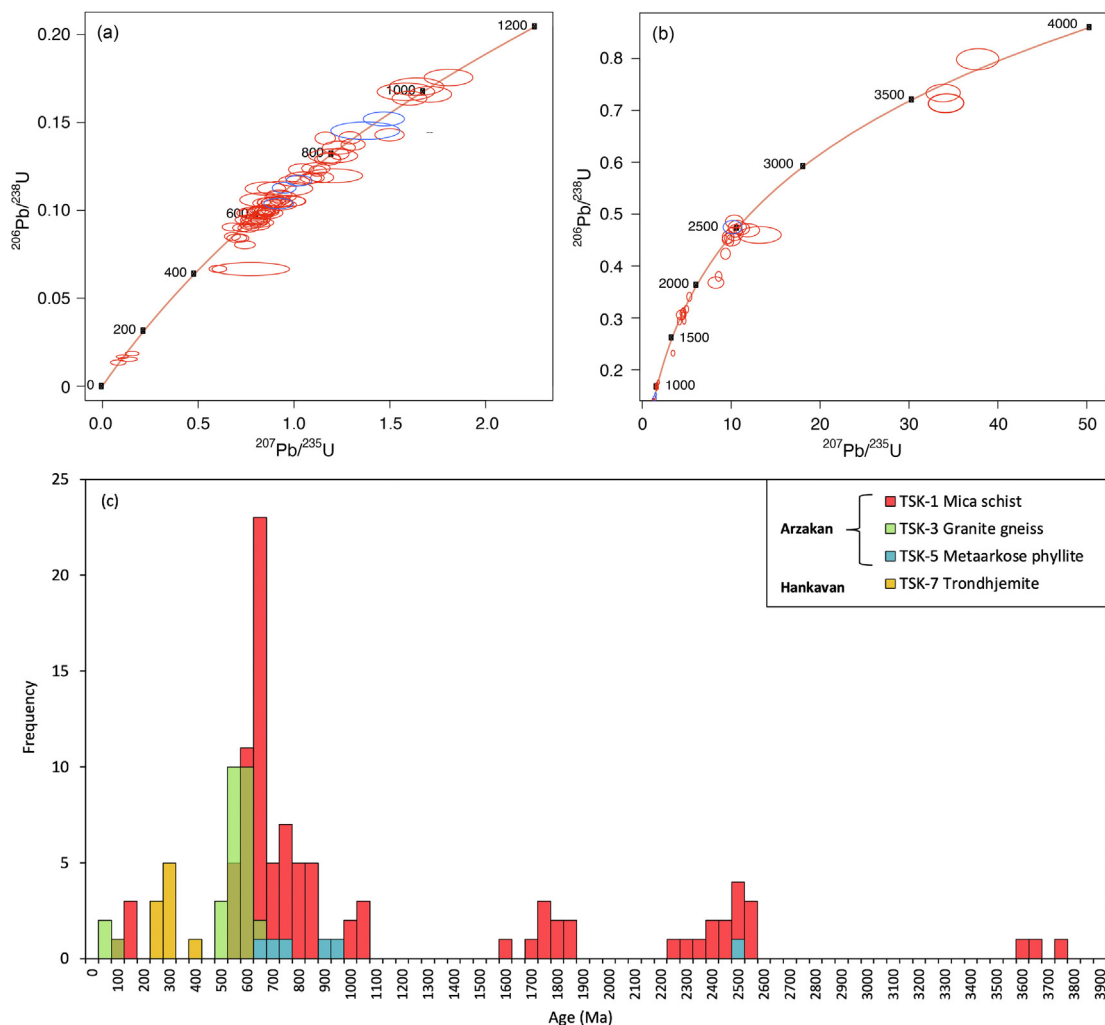 (a)
1200
0.20
1000
0.15
800
0.10
600
400
0.05
200
0
0
0.0 0.5 1.0 1.5 2.0
206Pb/238U
207Pb/235U
(b)
4000
0.8
3500
0.7
3000
0.6
2500
0.5
0.4
2000
0.3
1500
0.2
1000
0 10 20 30 40 50
206Pb/238U
207Pb/235U
(c)
25
20
15
10
5
0
Frequency
TSK-1 Mica schist
Arzakan
TSK-3 Granite gneiss
TSK-5 Metaarkose phyllite
Hankavan
TSK-7 Trondhjemite
0 100 200 300 400 500 600 700 800 900 1000 1100 1200 1300 1400 1500 1600 1700 1800 1900 2000 2100 2200 2300 2400 2500 2600 2700 2800 2900 3000 3100 3200 3300 3400 3500 3600 3700 3800 3900
Age (Ma)